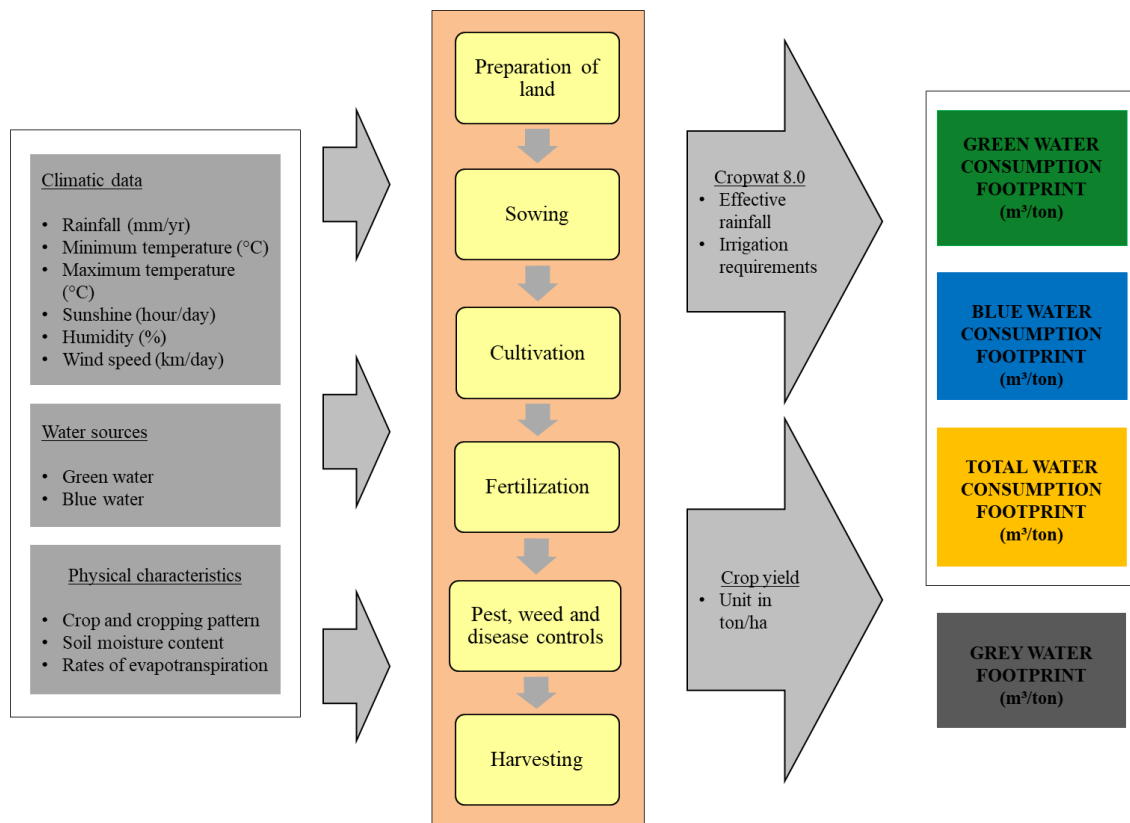 Climatic data
• Rainfall (mm/yr)
• Minimum temperature (°C)
• Maximum temperature
(°C)
• Sunshine (hour/day)
• Humidity (%)
• Wind speed (km/day)
Water sources
• Green water
• Blue water
Physical characteristics
• Crop and cropping pattern
• Soil moisture content
• Rates of evapotranspiration
Preparation of
land
Sowing
Cultivation
Fertilization
Pest, weed and
disease controls
Harvesting
Cropwat 8.0
• Effective
rainfall
• Irrigation
requirements
Crop yield
• Unit in
ton/ha
GREEN WATER
CONSUMPTION
FOOTPRINT
(m³/ton)
BLUE WATER
CONSUMPTION
FOOTPRINT
(m³/ton)
TOTAL WATER
CONSUMPTION
FOOTPRINT
(m³/ton)
GREY WATER
FOOTPRINT
(m³/ton)